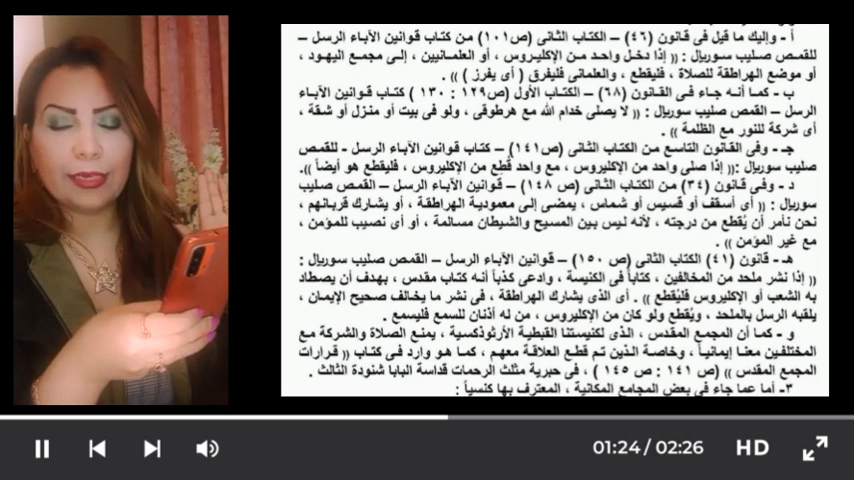 أ - وإليك ما قيل فى قانون (٤٦) – الكتاب الثانى (ص١٠١) من كتاب قوانين الآباء الرسل –
للقمص صليب سوريال: (( إذا دخل واحد من الإكليروس ، أو العلمانيين ، إلى مجمع اليهود ،
أو موضع الهراطقة للصلاة ، فليقطع ، والعلمانى فليفرق ( أى يفرز ) )) .
ب - كما أنه جاء فى القانون (٦٨) – الكتاب الأول (ص١٢٩ : ١٣٠ ) كتاب قوانين الآباء
الرسل – القمص صليب سوريال : (( لا يصلى خدام الله مع هرطوقى ، ولو فى بيت أو منزل أو شقة ،
أى شركة للنور مع الظلمة )) .
جـ - وفى القانون التاسع من الكتاب الثانى (ص١٤١) – كتاب قوانين الآباء الرسل - للقمص
صليب سوريال :(( إذا صلى واحد من الإكليروس ، مع واحد قُطع من الإكليروس ، فليقطع هو أيضاً )).
د - وفى قانون (٣٤) من الكتاب الثانى (ص ١٤٨) – قوانين الآباء الرسل – القمص صليب
سوريال : (( أى أسقف أو قسيس أو شماس ، يمضى إلى معمودية الهراطقة ، أو يشارك قربانهم ،
نحن نأمر أن يُقطع من درجته ، لأنه ليس بين المسيح والشيطان مسالمة ، أو أى نصيب للمؤمن ،
مع غير المؤمن )) .
هـ - قانون (٤١) الكتاب الثانى (ص ١٥٠) – قوانين الآباء الرسل – القمص صليب سوريال :
(( إذا نشر ملحد من المخالفين ، كتاباً فى الكنيسة ، وادعى كذباً أنه كتاب مقدس ، بهدف أن يصطاد
به الشعب أو الإكليروس فليُقطع )) . أى الذى يشارك الهراطقة ، فى نشر ما يخالف صحيح الإيمان ،
يلقبه الرسل بالملحد ، ويُقطع ولو كان من الإكليروس ، من له أذنان للسمع فليسمع .
و - كما أن المجمع المقدس ، الذى لكنيستنا القبطية الأرثوذكسية ، يمنع الصلاة والشركة مع
المختلفين معنا إيمانياً ، وخاصة الذين تم قطع العلاقة معهم ، كما هو وارد فى كتاب (( قرارات
المجمع المقدس )) (ص ١٤١ : ص ١٤٥ ) ، فى حبرية مثلث الرحمات قداسة البابا شنودة الثالث .
٣- أما عما جاء فى بعض المجامع المكانية ، المعترف بها كنسياً :
01:24 / 02:26 HD